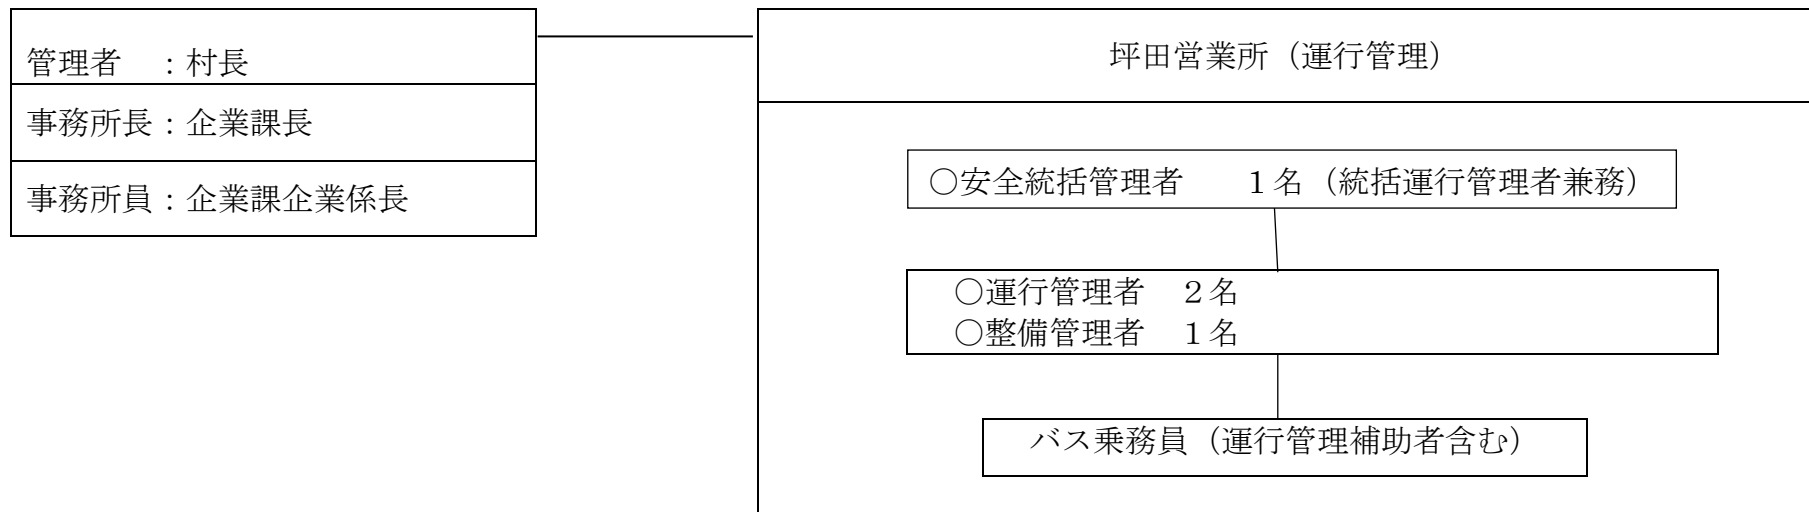 管理者　：村長
事務所長：企業課長
事務所員：企業課企業係長
坪田営業所（運行管理）
○安全統括管理者　　１名（統括運行管理者兼務）
○運行管理者　２名
○整備管理者　１名
バス乗務員（運行管理補助者含む）